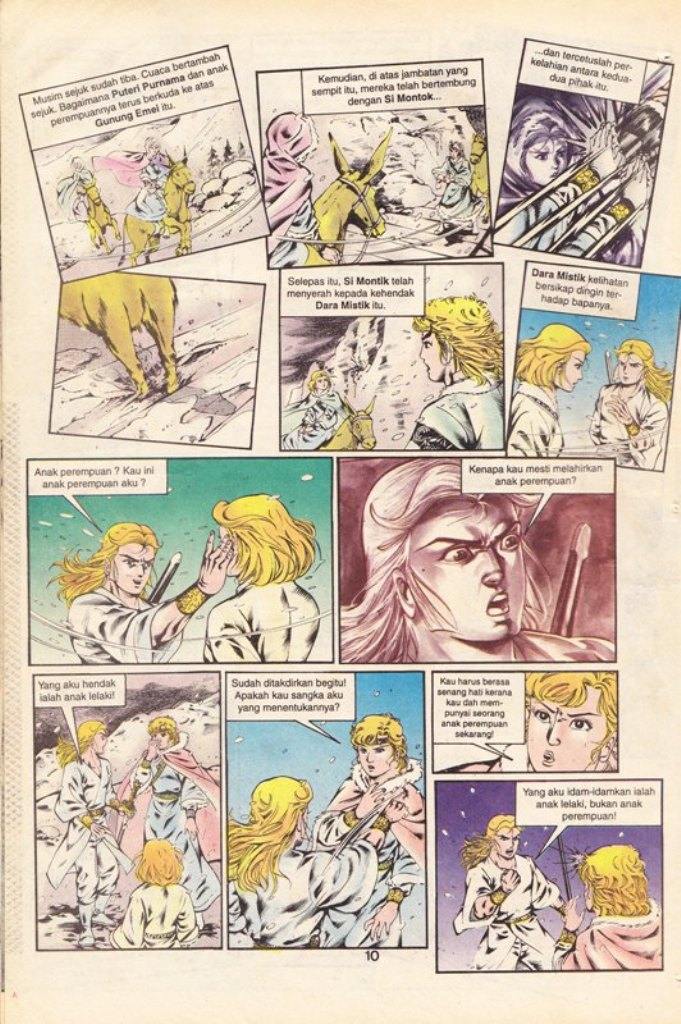 Musim sejuk sudah tiba. Cuaca bertambah
sejuk. Bagaimana Puteri Purnama dan anak
perempuannya terus berkuda ke atas
Gunung Emei itu.
Kemudian, di atas jambatan yang
sempit itu, mereka telah bertembung
dengan Si Montok...
...dan tercetuslah per-
kelahian antara kedua-
dua pihak itu.
Selepas itu, Si Montik telah
menyerah kepada kehendak
Dara Mistik itu.
Dara Mistik kelihatan
bersikap dingin ter-
hadap bapanya.
Anak perempuan ? Kau ini
anak perempuan aku ?
Kenapa kau mesti melahirkan
anak perempuan?
Yang aku hendak
ialah anak lelaki!
Sudah ditakdirkan begitu!
Apakah kau sangka aku
yang menentukannya?
Kau harus berasa
senang hati kerana
kau dah mem-
punyai seorang
anak perempuan
sekarang!
Yang aku idam-idamkan ialah
anak lelaki, bukan anak
perempuan!
10